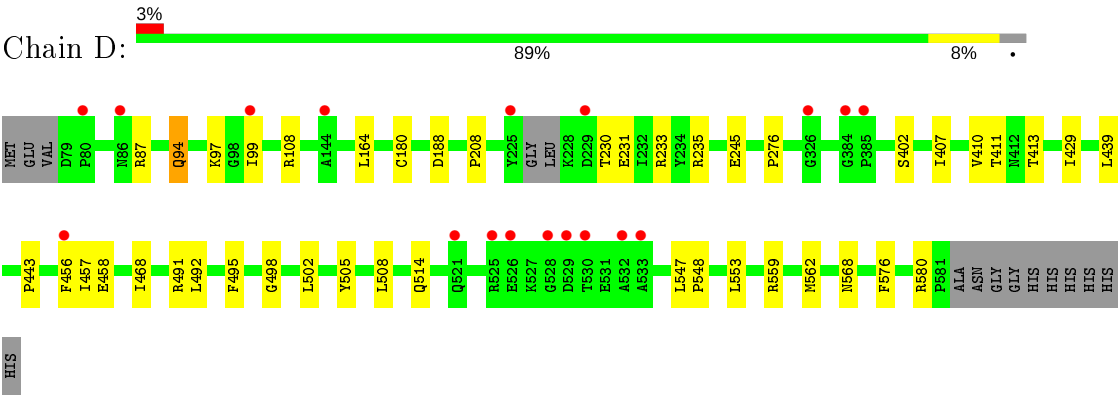 3%
Chain D:
89%
8%
•
MET GLU VAL D79 P80 N86 R87 Q94 K97 G98 I99 R108 A144 L164 C180 D188 P208 Y225 GLY LEU K228 D229 T230 E231 I232 R233 Y234 R235 E245 P276 G326 G384 P385 S402 I407 V410 T411 N412 T413 I429 L439
P443 F456 I457 E458 I468 R491 L492 F495 G498 L502 Y505 L508 Q514 Q521 R525 E526 K527 G528 D529 T530 E531 A532 A533 L547 P548 L553 R559 M562 N568 F576 R580 P581 ALA ASN GLY GLY HIS HIS HIS HIS HIS
HIS